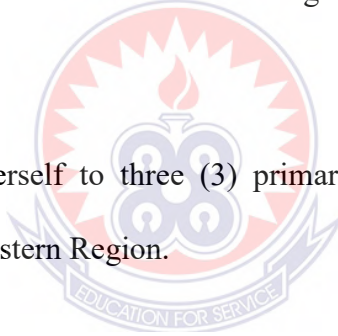 g
erself to three (3) primar
stern Region.
EDUCATION FOR SERVICE